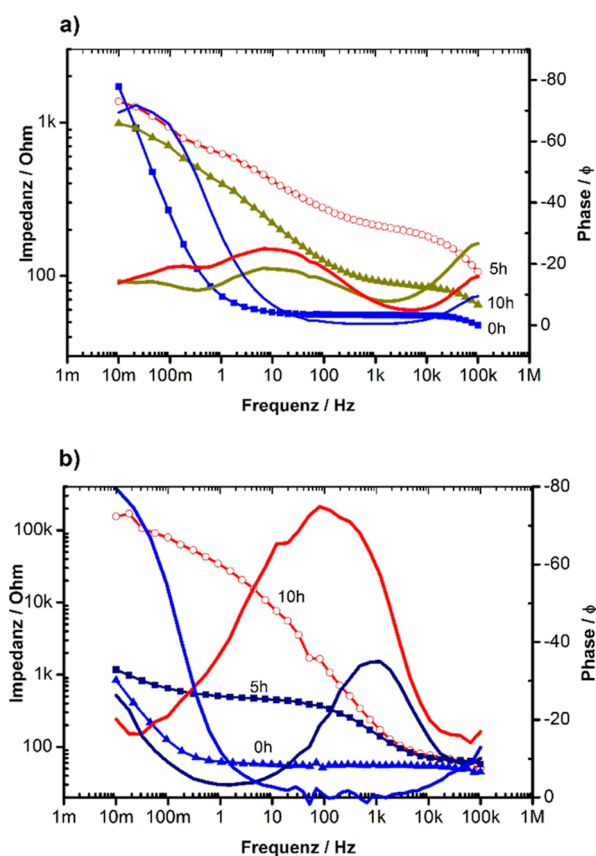 a)
1k
100
Impedanz / Ohm
-80
-60
-40
-20
0
Phase / ϕ
5h
10h
0h
1m 10m 100m 1 10 100 1k 10k 100k 1M
Frequenz / Hz
b)
100k
10k
1k
100
Impedanz / Ohm
-80
-60
-40
-20
0
Phase / ϕ
10h
5h
0h
1m 10m 100m 1 10 100 1k 10k 100k 1M
Frequenz / Hz